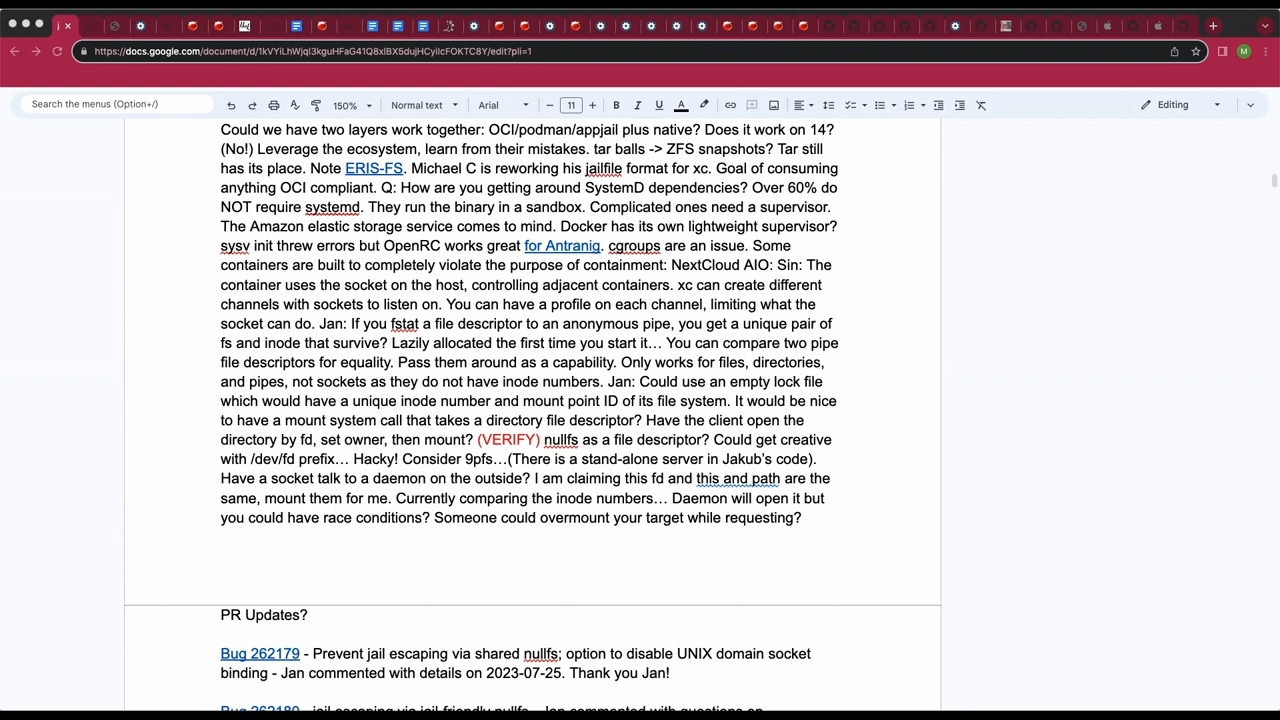 j
https://docs.google.com/document/d/1kVYiLhWjqI3kguHFaG41Q8xlBX5dujHCyilcFOKTC8Y/edit?pli=1
M
Search the menus (Option+/)
150%
Normal text
Arial
11
B I U A
Editing
Could we have two layers work together: OCI/podman/appjail plus native? Does it work on 14?
(No!) Leverage the ecosystem, learn from their mistakes. tar balls -> ZFS snapshots? Tar still
has its place. Note ERIS-FS. Michael C is reworking his jailfile format for xc. Goal of consuming
anything OCI compliant. Q: How are you getting around SystemD dependencies? Over 60% do
NOT require systemd. They run the binary in a sandbox. Complicated ones need a supervisor.
The Amazon elastic storage service comes to mind. Docker has its own lightweight supervisor?
sysv init threw errors but OpenRC works great for Antranig. cgroups are an issue. Some
containers are built to completely violate the purpose of containment: NextCloud AIO: Sin: The
container uses the socket on the host, controlling adjacent containers. xc can create different
channels with sockets to listen on. You can have a profile on each channel, limiting what the
socket can do. Jan: If you fstat a file descriptor to an anonymous pipe, you get a unique pair of
fs and inode that survive? Lazily allocated the first time you start it… You can compare two pipe
file descriptors for equality. Pass them around as a capability. Only works for files, directories,
and pipes, not sockets as they do not have inode numbers. Jan: Could use an empty lock file
which would have a unique inode number and mount point ID of its file system. It would be nice
to have a mount system call that takes a directory file descriptor? Have the client open the
directory by fd, set owner, then mount? (VERIFY) nullfs as a file descriptor? Could get creative
with /dev/fd prefix… Hacky! Consider 9pfs…(There is a stand-alone server in Jakub's code).
Have a socket talk to a daemon on the outside? I am claiming this fd and this and path are the
same, mount them for me. Currently comparing the inode numbers… Daemon will open it but
you could have race conditions? Someone could overmount your target while requesting?
PR Updates?
Bug 262179 - Prevent jail escaping via shared nullfs; option to disable UNIX domain socket
binding - Jan commented with details on 2023-07-25. Thank you Jan!
Bug 262180 - jail escaping via jail-friendly nullfs - Jan commented with questions on